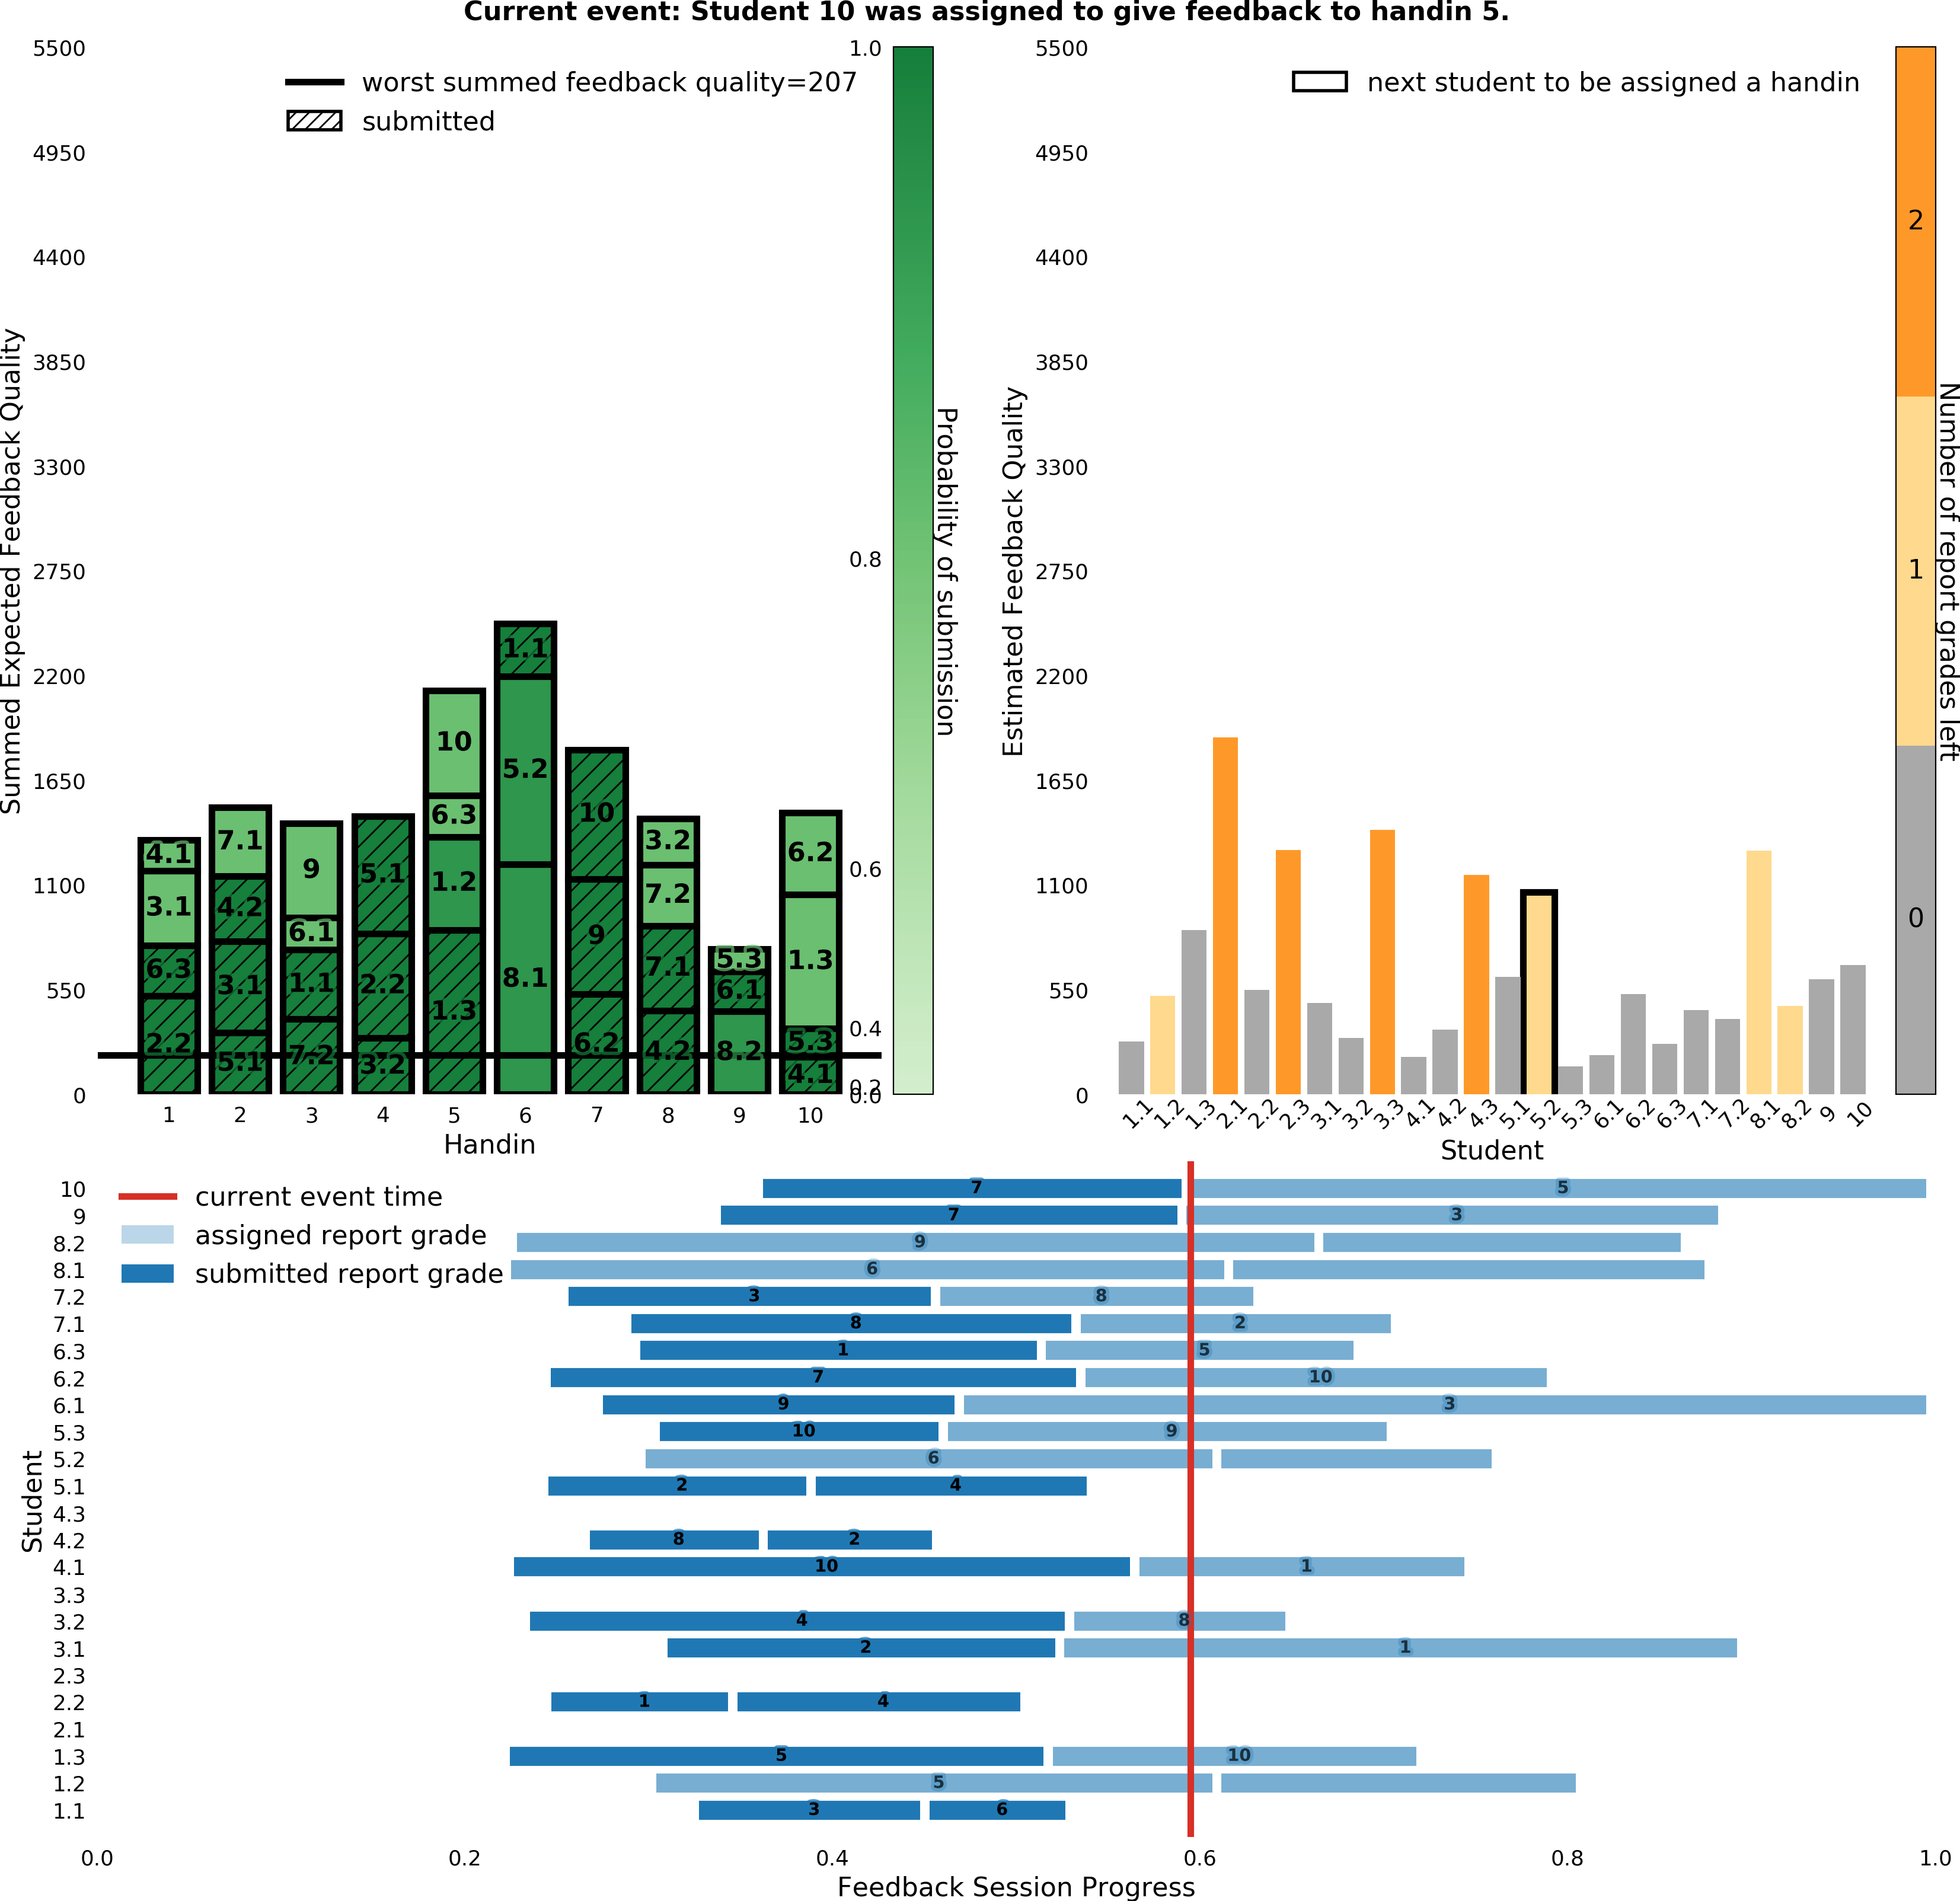 Current event: Student 10 was assigned to give feedback to handin 5.
Summed Expected Feedback Quality
5500
4950
4400
3850
3300
2750
2200
1650
1100
550
0
worst summed feedback quality=207
submitted
4.1
3.1
6.3
2.2
7.1
4.2
3.1
5.1
9
6.1
1.1
7.2
5.1
2.2
3.2
10
6.3
1.2
1.3
1.1
5.2
8.1
10
9
6.2
3.2
7.2
7.1
4.2
5.3
6.1
8.2
6.2
1.3
5.3
4.1
1 2 3 4 5 6 7 8 9 10
Handin
1.0
0.8
0.6
0.4
0.2
0.0
Probability of submission
Estimated Feedback Quality
5500
4950
4400
3850
3300
2750
2200
1650
1100
550
0
next student to be assigned a handin
1.1 1.2 1.3 2.1 2.2 2.3 3.1 3.2 3.3 4.1 4.2 4.3 5.1 5.2 5.3 6.1 6.2 6.3 7.1 7.2 8.1 8.2 9 10
Student
2
1
0
Number of report grades left
current event time
assigned report grade
submitted report grade
Student
10 7 5
9 7 3
8.2 9
8.1 6
7.2 3 8
7.1 8 2
6.3 1 5
6.2 7 10
6.1 9 3
5.3 10 9
5.2 6
5.1 2 4
4.3
4.2 8 2
4.1 10 1
3.3
3.2 4 8
3.1 2 1
2.3
2.2 1 4
2.1
1.3 5 10
1.2 5
1.1 3 6
0.0 0.2 0.4 0.6 0.8 1.0
Feedback Session Progress